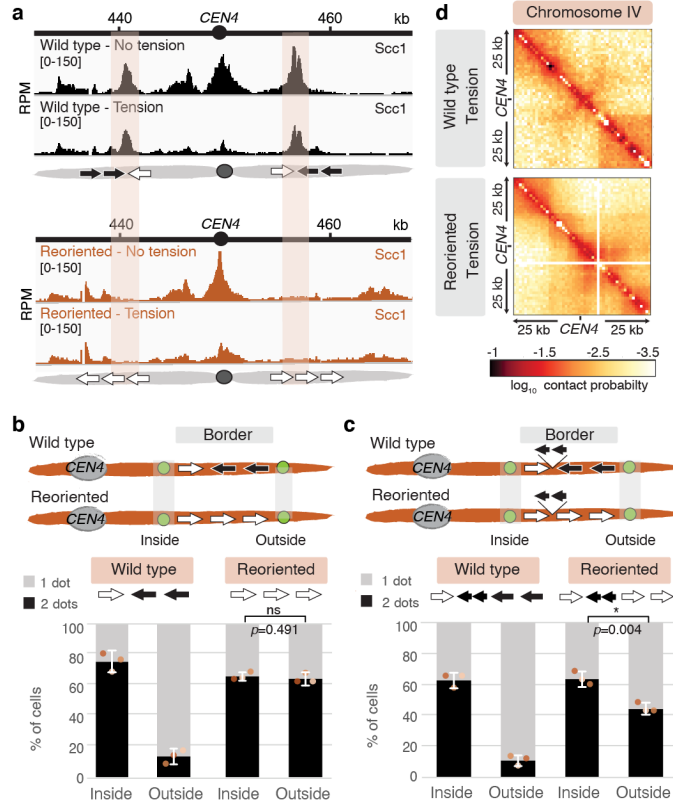 a
440
CEN4
460
kb
Wild type - No tension
Scc1
[0-150]
Wild type - Tension
Scc1
[0-150]
RPM
440
CEN4
460
kb
Reoriented - No tension
Scc1
[0-150]
Reoriented - Tension
Scc1
[0-150]
RPM
d
Chromosome IV
Wild type
Tension
25 kb
CEN4
25 kb
Reoriented
Tension
25 kb
CEN4
25 kb
25 kb
CEN4
25 kb
-1
-1.5
-2.5
-3.5
log10 contact probabilty
b
Border
Wild type
CEN4
Reoriented
CEN4
Inside
Outside
1 dot
2 dots
Wild type
Reoriented
ns
p=0.491
100
80
60
40
20
0
% of cells
Inside
Outside
Inside
Outside
c
Border
Wild type
CEN4
Reoriented
CEN4
Inside
Outside
1 dot
2 dots
Wild type
Reoriented
*
p=0.004
100
80
60
40
20
0
% of cells
Inside
Outside
Inside
Outside